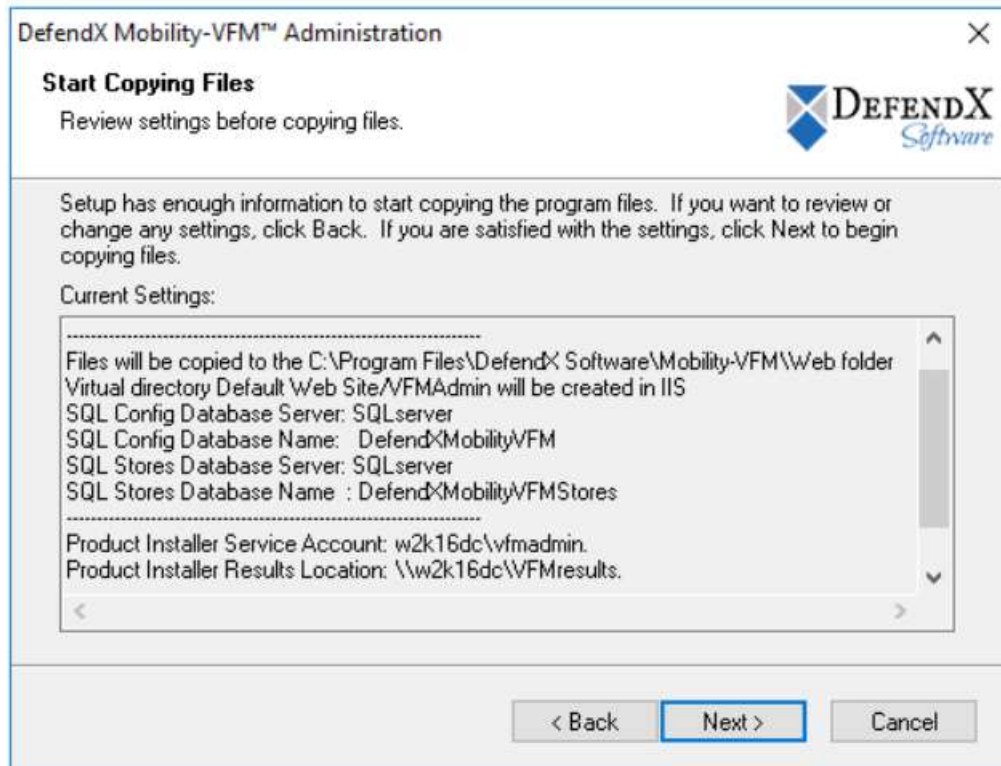 DefendX Mobility-VFM™ Administration
Start Copying Files
Review settings before copying files.
DEFENDX
Software
Setup has enough information to start copying the program files. If you want to review or
change any settings, click Back. If you are satisfied with the settings, click Next to begin
copying files.
Current Settings:
--------------------------------------------------------------------------------
Files will be copied to the C:\Program Files\DefendX Software\Mobility-VFM\Web folder
Virtual directory Default Web Site/VFMAdmin will be created in IIS
SQL Config Database Server: SQLserver
SQL Config Database Name:   DefendXMobilityVFM
SQL Stores Database Server: SQLserver
SQL Stores Database Name  : DefendXMobilityVFMStores
--------------------------------------------------------------------------------
Product Installer Service Account: w2k16dc\vfmadmin.
Product Installer Results Location: \\w2k16dc\VFMresults.
< Back
Next >
Cancel